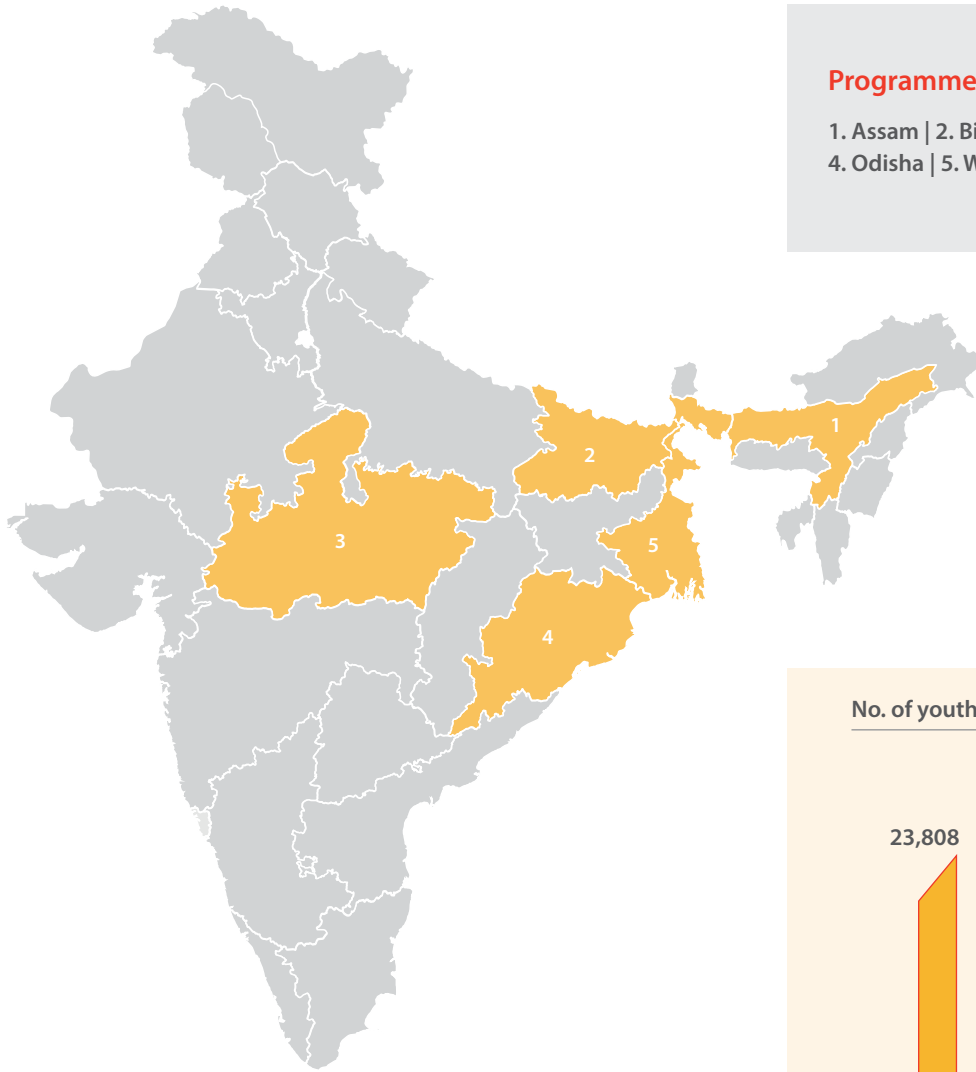 Programme
1. Assam | 2. Bi
4. Odisha | 5. W
1
2
3
5
4
No. of youth
23,808